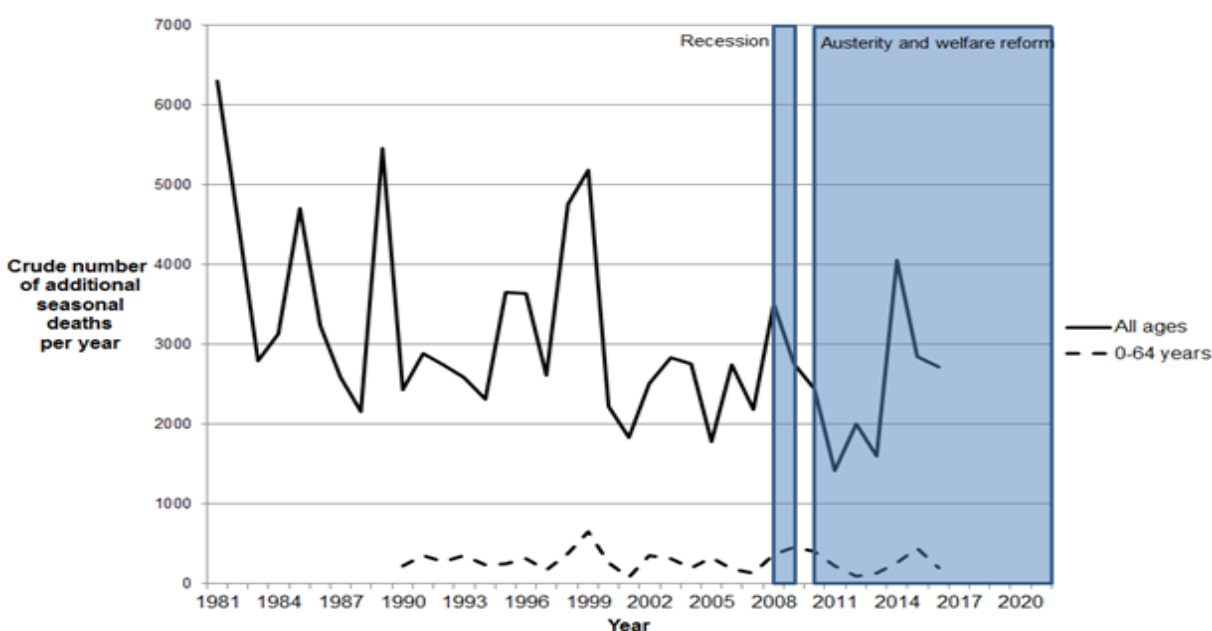 7000
Recession
Austerity and welfare reform
6000
5000
4000
Crude number
of additional
seasonal
deaths
per year
3000
All ages
0-64 years
2000
1000
0
1981 1984 1987 1990 1993 1996 1999 2002 2005 2008 2011 2014 2017 2020
Year